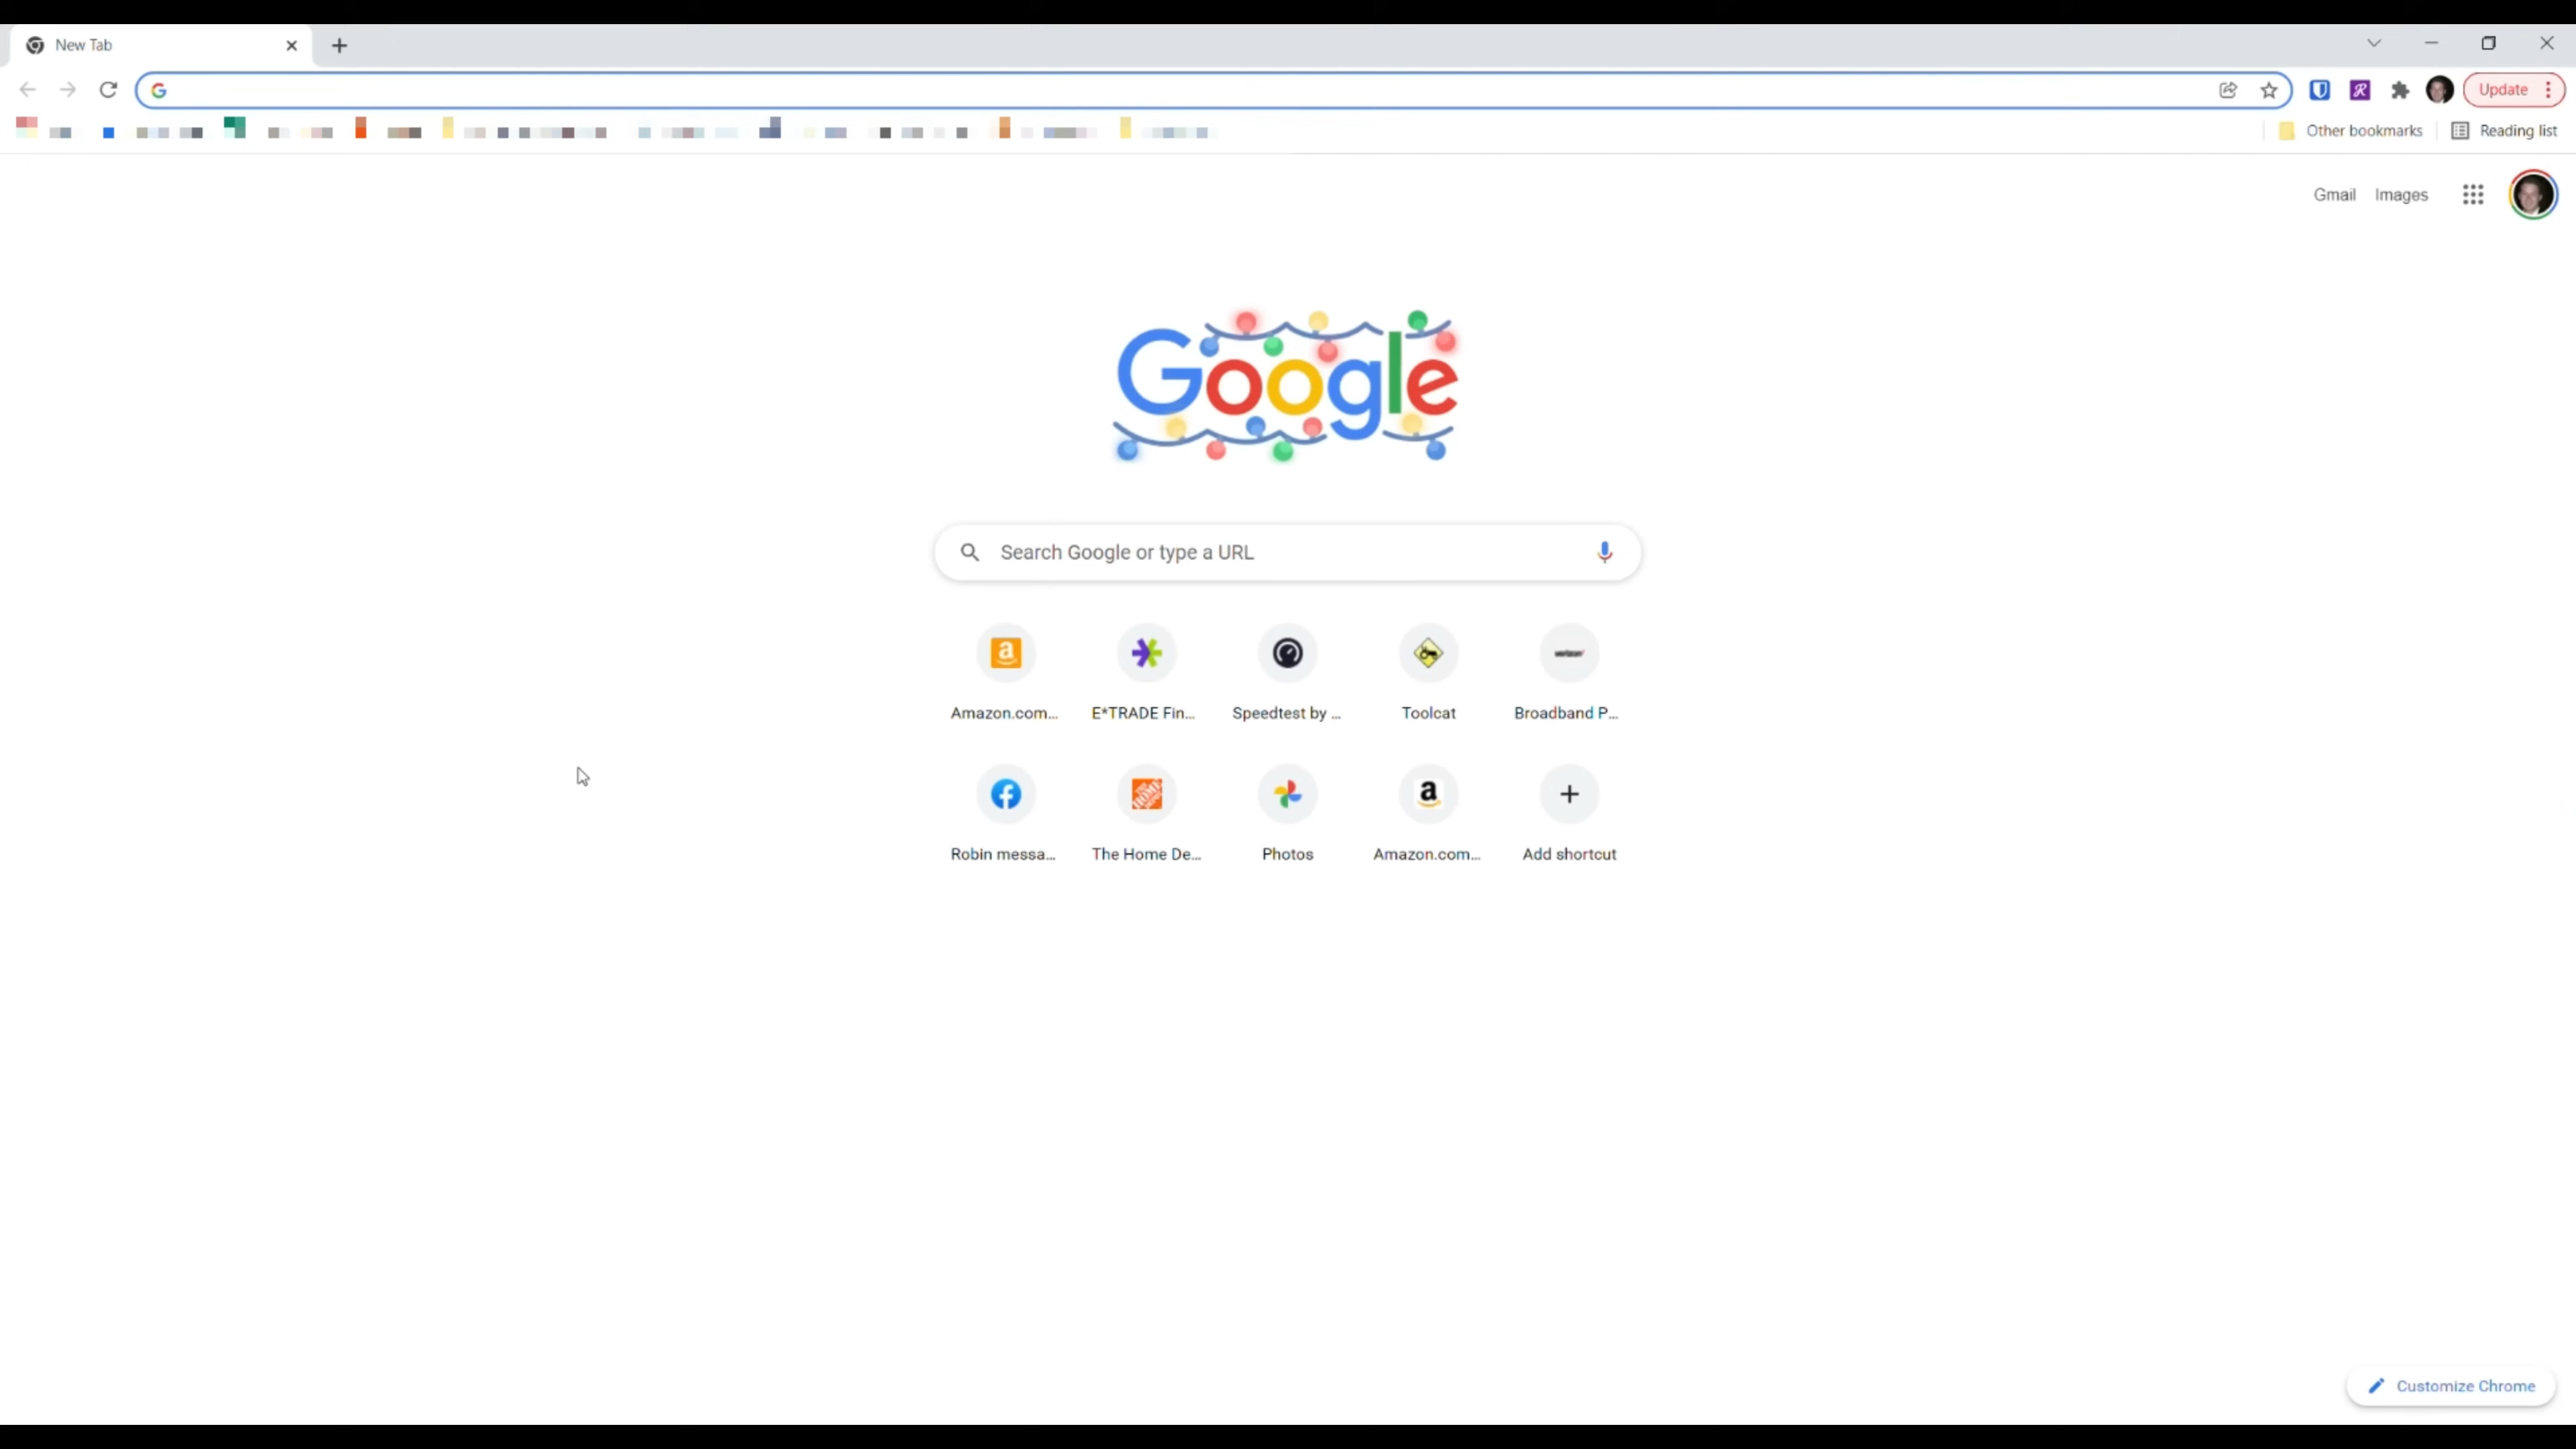 New Tab
Update
Other bookmarks
Reading list
Gmail Images
Google
Search Google or type a URL
Amazon.com... E*TRADE Fin... Speedtest by ... Toolcat Broadband P...
Robin messa... The Home De... Photos Amazon.com... Add shortcut
Customize Chrome